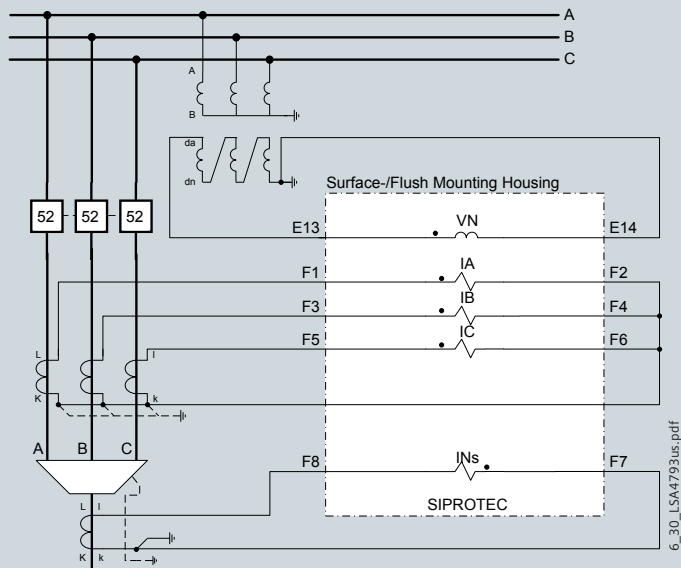 A
B
C
A
B
da
dn
Surface-/Flush Mounting Housing
52 52 52
E13 VN E14
F1 IA F2
F3 IB F4
F5 IC F6
L l
K k
A B C
F8 INs F7
L l
SIPROTEC
K k
6_30_LSA4793us.pdf